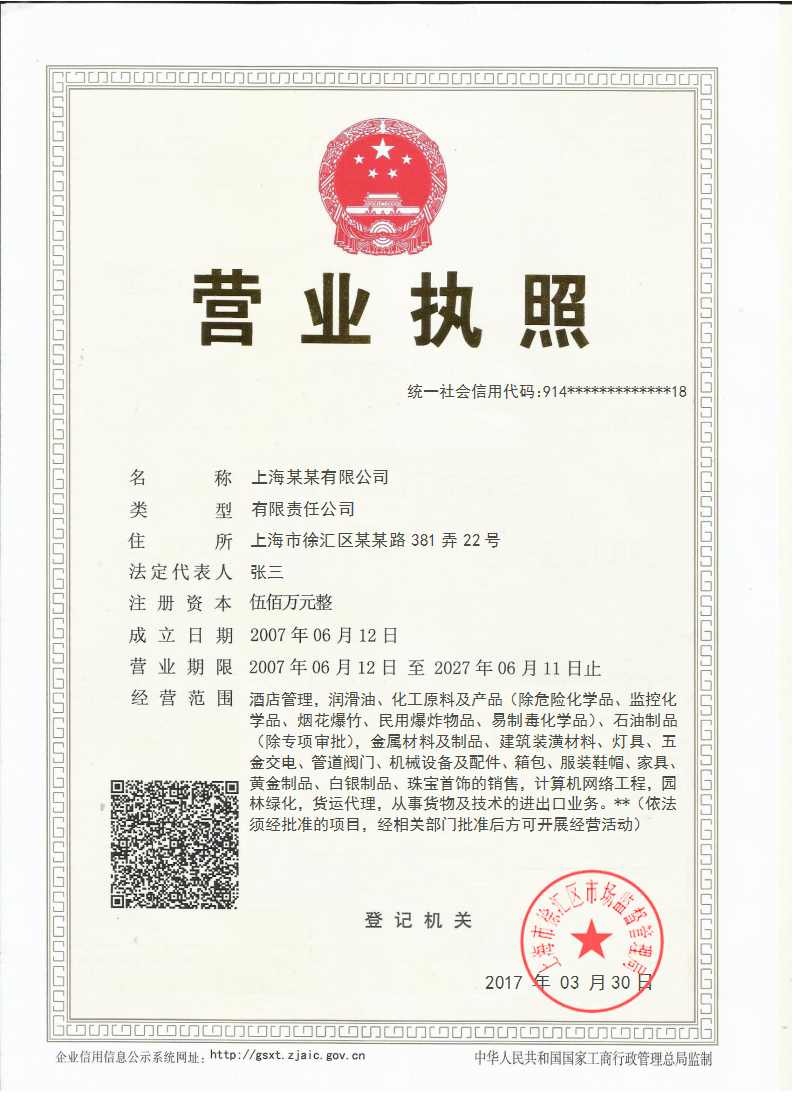 营业执照
统一社会信用代码:914*************18
名称 上海某某有限公司
类型 有限责任公司
住所 上海市徐汇区某某路 381 弄 22 号
法定代表人 张三
注册资本 伍佰万元整
成立日期 2007 年 06 月 12 日
营业期限 2007 年 06 月 12 日 至 2027 年 06 月 11 日止
经营范围 酒店管理，润滑油、化工原料及产品（除危险化学品、监控化
学品、烟花爆竹、民用爆炸物品、易制毒化学品）、石油制品
（除专项审批），金属材料及制品、建筑装潢材料、灯具、五
金交电、管道阀门、机械设备及配件、箱包、服装鞋帽、家具、
黄金制品、白银制品、珠宝首饰的销售，计算机网络工程，园
林绿化，货运代理，从事货物及技术的进出口业务。**（依法
须经批准的项目，经相关部门批准后方可开展经营活动）
登记机关
上海市徐汇区市场监督管理局
2017 年 03 月 30 日
企业信用信息公示系统网址：http://gsxt.zjaic.gov.cn
中华人民共和国国家工商行政管理总局监制